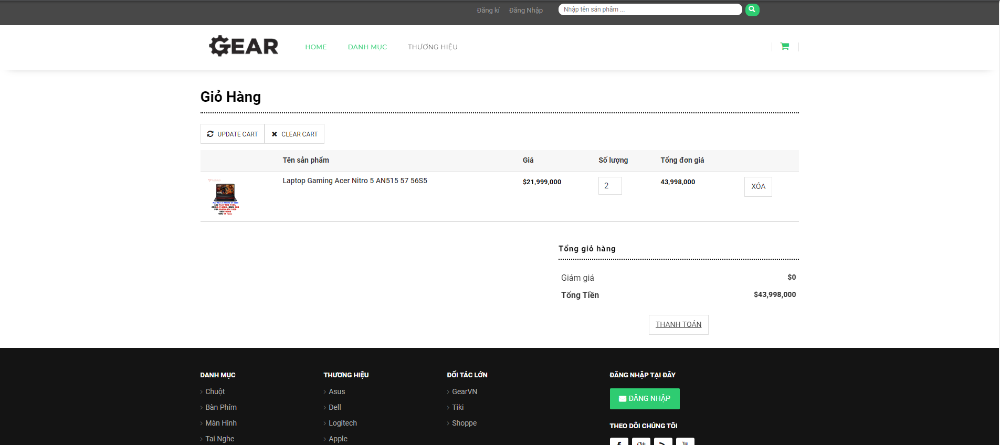 Đăng kí Đăng Nhập Nhập tên sản phẩm ...
GEAR HOME DANH MỤC THƯƠNG HIỆU
Giỏ Hàng
UPDATE CART CLEAR CART
Tên sản phẩm Giá Số lượng Tổng đơn giá
Laptop Gaming Acer Nitro 5 AN515 57 56S5 $21,999,000 2 43,998,000 XÓA
Tổng giỏ hàng
Giảm giá $0
Tổng Tiền $43,998,000
THANH TOÁN
DANH MỤC THƯƠNG HIỆU ĐỐI TÁC LỚN ĐĂNG NHẬP TẠI ĐÂY
Chuột Asus GearVN
ĐĂNG NHẬP
Bàn Phím Dell Tiki
Màn Hình Logitech Shoppe
THEO DÕI CHÚNG TÔI
Tai Nghe Apple
You